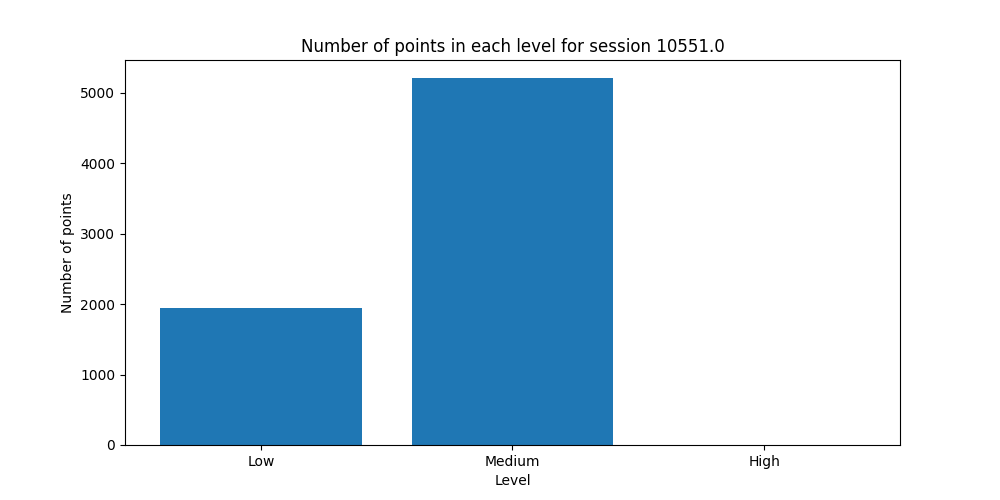 Number of points in each level for session 10551.0
5000
4000
3000
2000
1000
0
Number of points
Low Medium High
Level